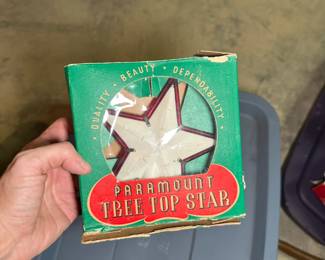 · QUALITY · BEAUTY · DEPENDABILITY ·
PARAMOUNT
TREE TOP STAR